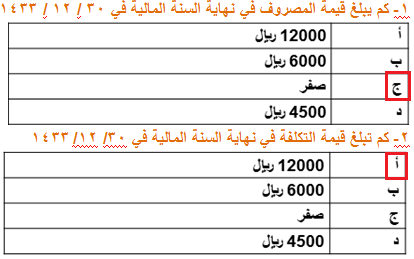 ١- كم يبلغ قيمة المصروف في نهاية السنة المالية في ٣٠ / ١٢ / ١٤٣٣
أ 12000 ريال
ب 6000 ريال
ج صفر
د 4500 ريال
٢- كم تبلغ قيمة التكلفة في نهاية السنة المالية في ٣٠/ ١٢/ ١٤٣٣
أ 12000 ريال
ب 6000 ريال
ج صفر
د 4500 ريال